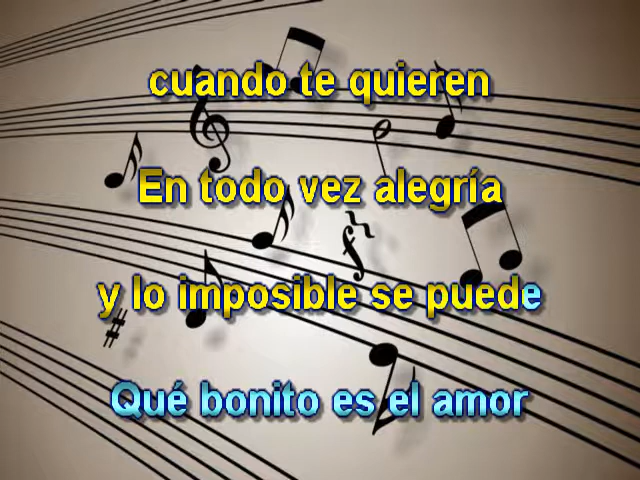 cuando te quieren
En todo vez alegría
y lo imposible se puede
Qué bonito es el amor